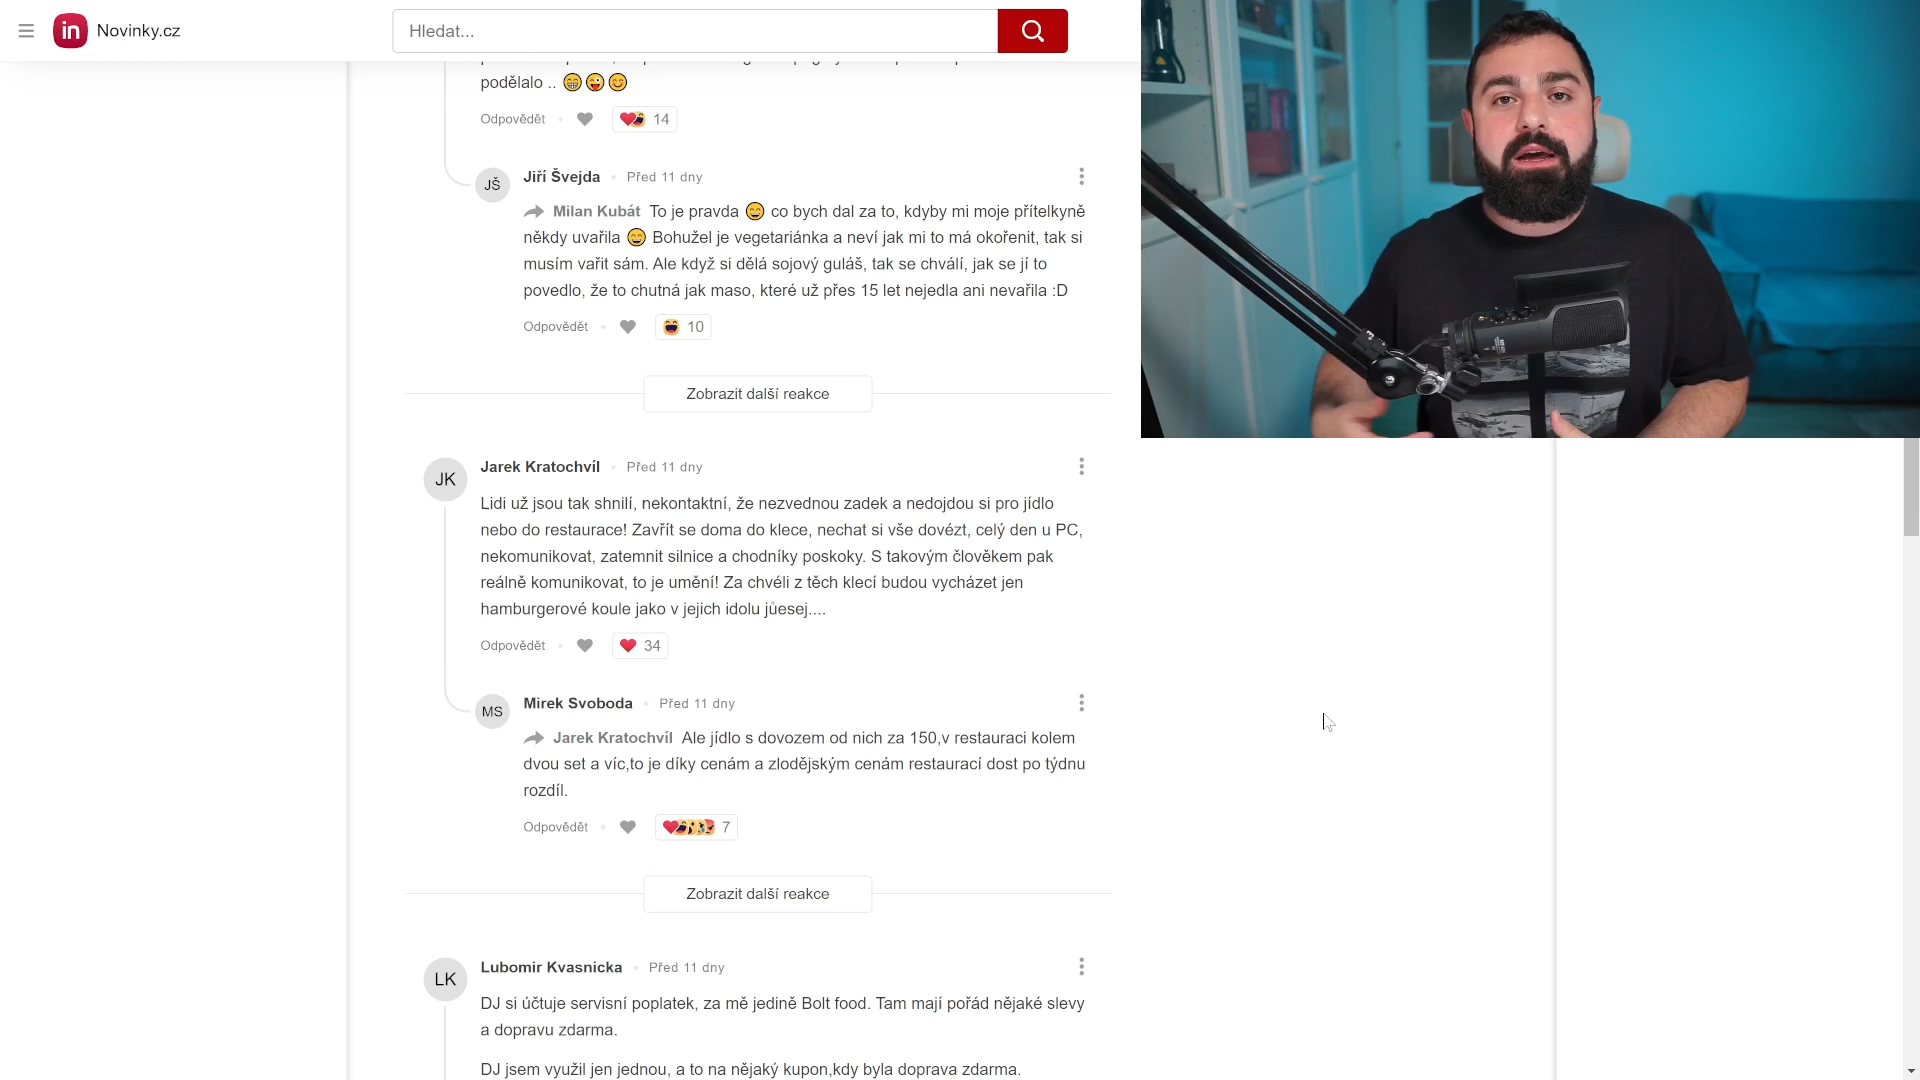 in Novinky.cz
Hledat...
podělalo .. 😁😜😊
Odpovědět 14
JŠ Jiří Švejda Před 11 dny
Milan Kubát To je pravda 😄 co bych dal za to, kdyby mi moje přítelkyně
někdy uvařila 😄 Bohužel je vegetariánka a neví jak mi to má okořenit, tak si
musím vařit sám. Ale když si dělá sojový guláš, tak se chválí, jak se jí to
povedlo, že to chutná jak maso, které už přes 15 let nejedla ani nevařila :D
Odpovědět 10
Zobrazit další reakce
JK Jarek Kratochvíl Před 11 dny
Lidi už jsou tak shnilí, nekontaktní, že nezvednou zadek a nedojdou si pro jídlo
nebo do restaurace! Zavřít se doma do klece, nechat si vše dovézt, celý den u PC,
nekomunikovat, zatemnit silnice a chodníky poskoky. S takovým člověkem pak
reálně komunikovat, to je umění! Za chvéli z těch klecí budou vycházet jen
hamburgerové koule jako v jejich idolu jůesej....
Odpovědět 34
MS Mirek Svoboda Před 11 dny
Jarek Kratochvíl Ale jídlo s dovozem od nich za 150,v restauraci kolem
dvou set a víc,to je díky cenám a zlodějským cenám restaurací dost po týdnu
rozdíl.
Odpovědět 7
Zobrazit další reakce
LK Lubomir Kvasnicka Před 11 dny
DJ si účtuje servisní poplatek, za mě jedině Bolt food. Tam mají pořád nějaké slevy
a dopravu zdarma.
DJ jsem využil jen jednou, a to na nějaký kupon,kdy byla doprava zdarma.